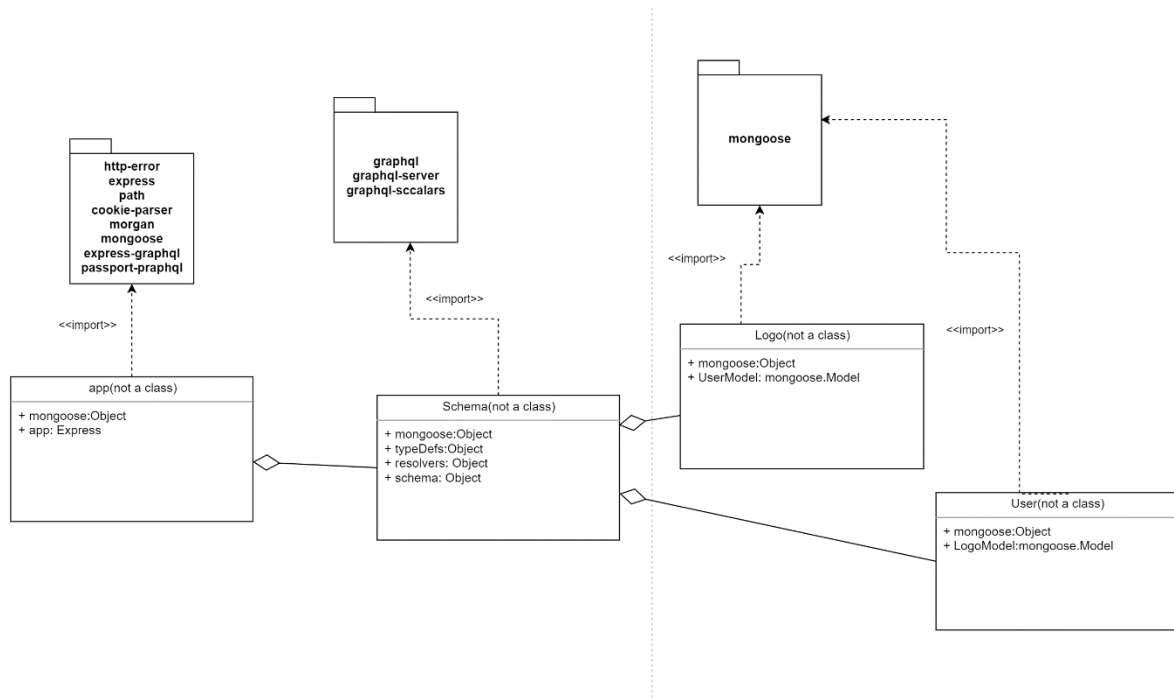 http-error
express
path
cookie-parser
morgan
mongoose
express-graphql
passport-praphql
<<import>>
app(not a class)
+ mongoose:Object
+ app: Express
graphql
graphql-server
graphql-sccalars
<<import>>
Schema(not a class)
+ mongoose:Object
+ typeDefs:Object
+ resolvers: Object
+ schema: Object
mongoose
<<import>>
Logo(not a class)
+ mongoose:Object
+ UserModel: mongoose.Model
<<import>>
User(not a class)
+ mongoose:Object
+ LogoModel:mongoose.Model